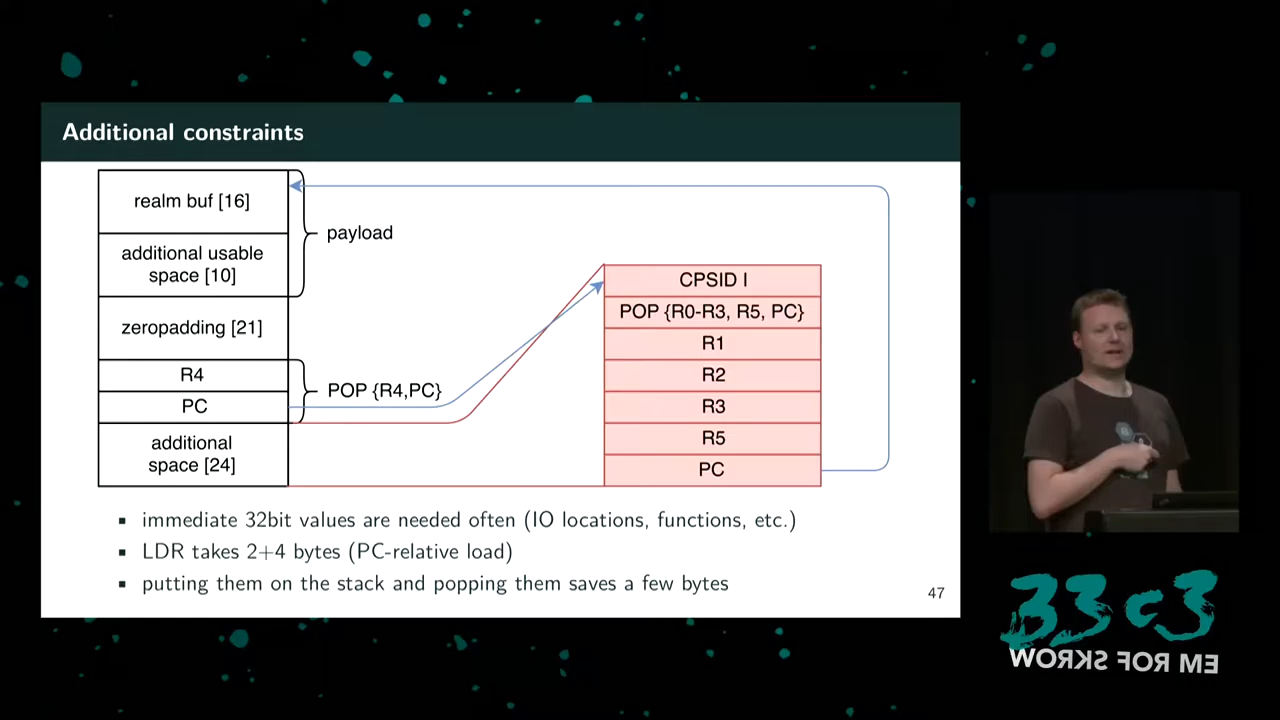 Additional constraints
realm buf [16]
additional usable
space [10]
payload
zeropadding [21]
R4
PC
POP {R4,PC}
additional
space [24]
CPSID I
POP {R0-R3, R5, PC}
R1
R2
R3
R5
PC
immediate 32bit values are needed often (IO locations, functions, etc.)
LDR takes 2+4 bytes (PC-relative load)
putting them on the stack and popping them saves a few bytes
47
33c3
WORKS FOR ME